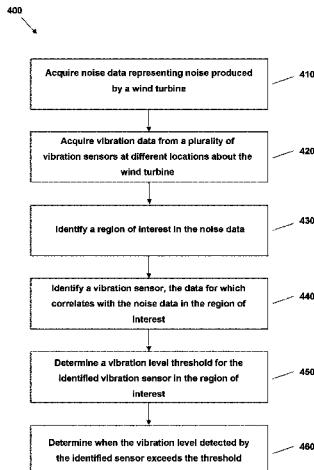 400
Acquire noise data representing noise produced
by a wind turbine
410
Acquire vibration data from a plurality of
vibration sensors at different locations about the
wind turbine
420
Identify a region of interest in the noise data
430
Identify a vibration sensor, the data for which
correlates with the noise data in the region of
interest
440
Determine a vibration level threshold for the
identified vibration sensor in the region of
interest
450
Determine when the vibration level detected by
the identified sensor exceeds the threshold
460